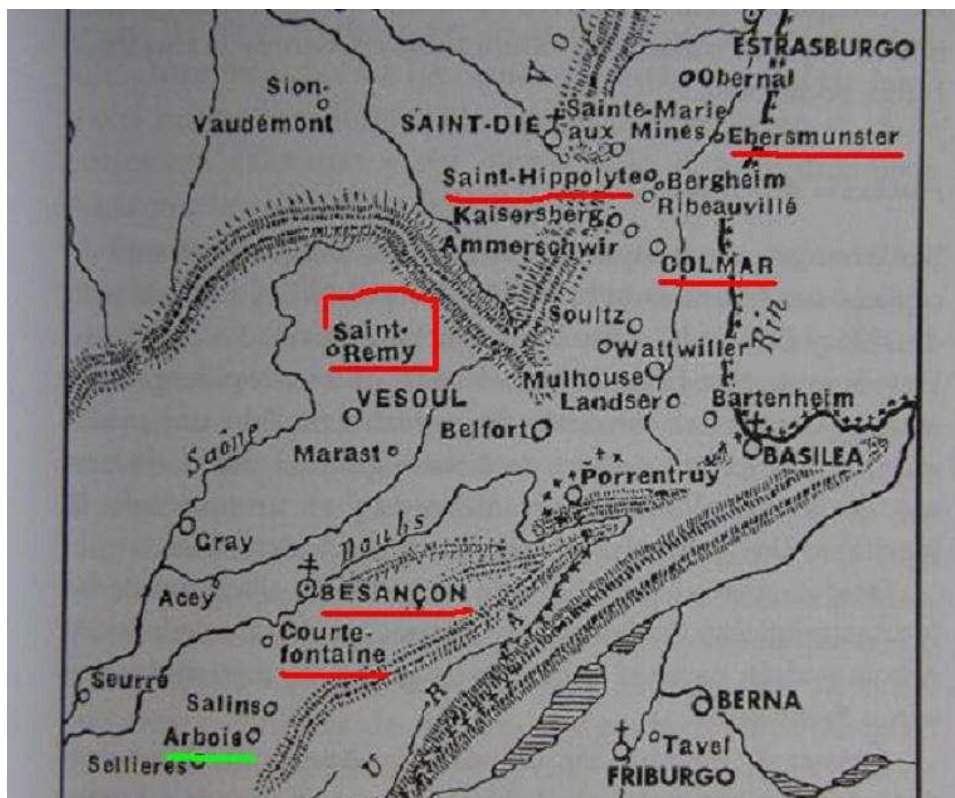 ESTRASBURGO
Obernal
V
O
Sion-
Vaudémont
SAINT-DIE
Sainte-Marie
aux Mines
Ebersmunster
Saint-Hippolyte
Bergheim
Ribeauvillé
Kaisersberg
Ammerschwir
COLMAR
Soultz
Rin
Saint-
Remy
Wattwiller
Mulhouse
VESOUL
Landser
Bartenheim
Saône
Marast
Belfort
BASILEA
Porrentruy
Gray
Doubs
Acey
BESANÇON
Courte-
fontaine
Seurre
Salins
Arbois
Sellieres
J
U
R
A
BERNA
Tavel
FRIBURGO